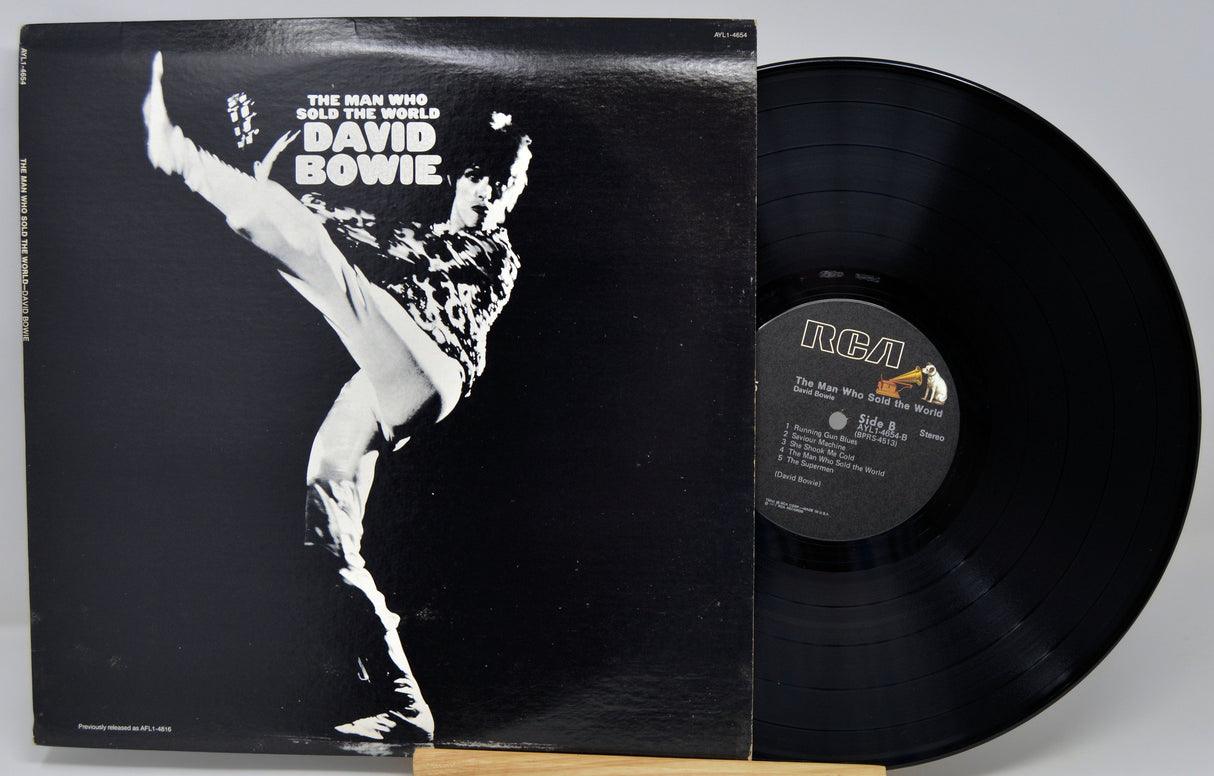 AYL1-4654
AYL1-4654
THE MAN WHO SOLD THE WORLD—DAVID BOWIE
THE MAN WHO
SOLD THE WORLD
DAVID
BOWIE
Previously released as AFL1-4816
RCA
The Man Who Sold the World
David Bowie
Side B
AYL1-4654-B
Stereo
(BPRS-4513)
1 Running Gun Blues
2 Saviour Machine
3 She Shook Me Cold
4 The Man Who Sold the World
5 The Supermen
(David Bowie)